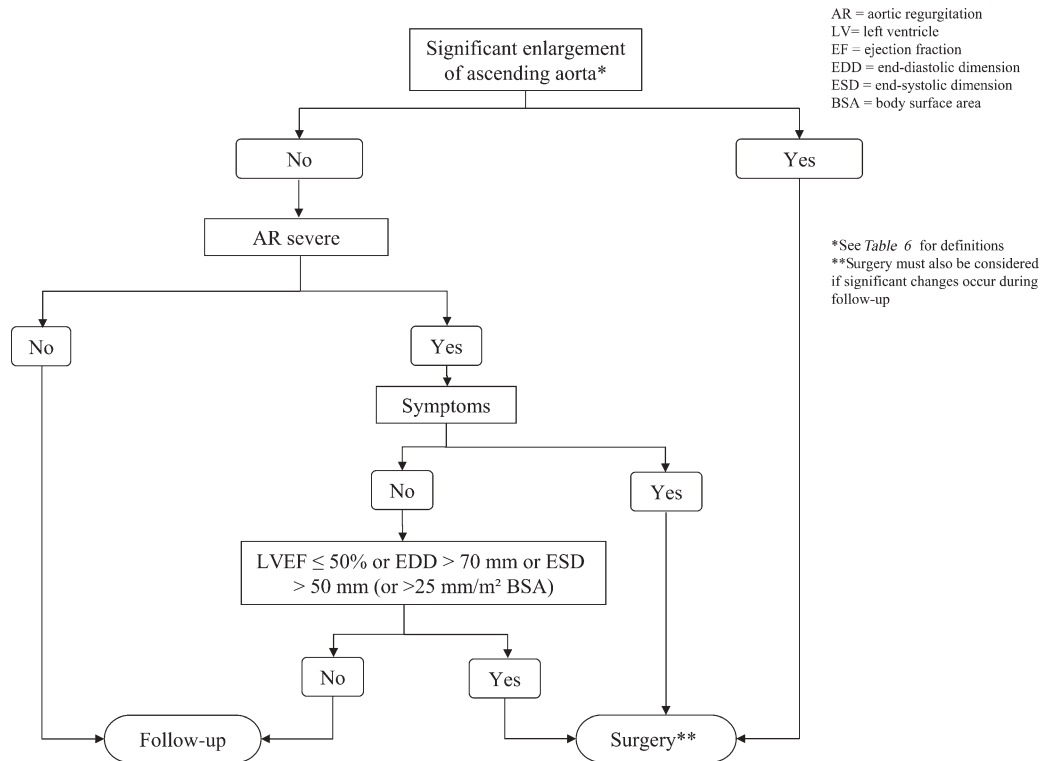 AR = aortic regurgitation
LV= left ventricle
EF = ejection fraction
EDD = end-diastolic dimension
ESD = end-systolic dimension
BSA = body surface area
Significant enlargement
of ascending aorta*
No
Yes
AR severe
*See Table 6 for definitions
**Surgery must also be considered
if significant changes occur during
follow-up
No
Yes
Symptoms
No
Yes
LVEF ≤ 50% or EDD > 70 mm or ESD
> 50 mm (or >25 mm/m² BSA)
No
Yes
Follow-up
Surgery**